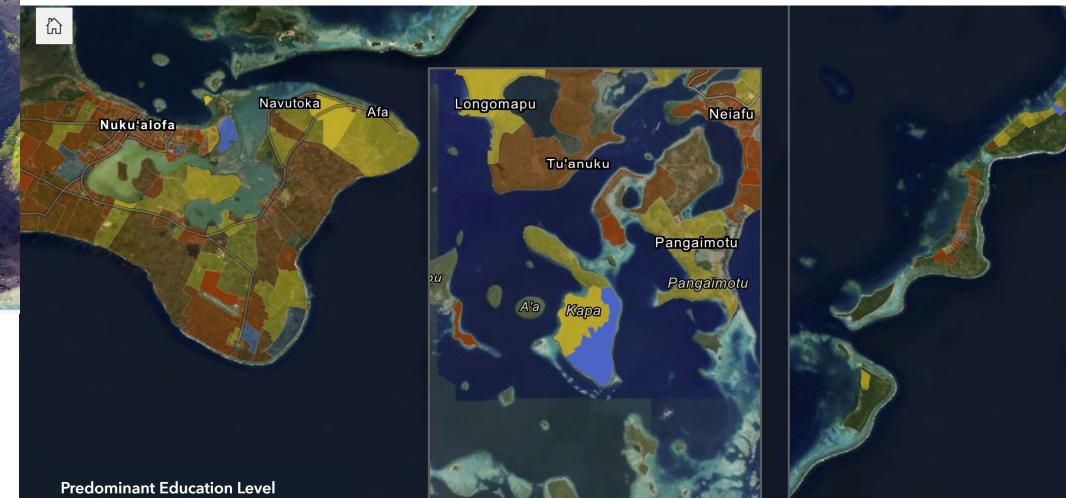 Nuku'alofa
Navutoka
Afa
Longomapu
Neiafu
Tu'anuku
Pangaimotu
Pangaimotu
A'a
Kapa
Predominant Education Level